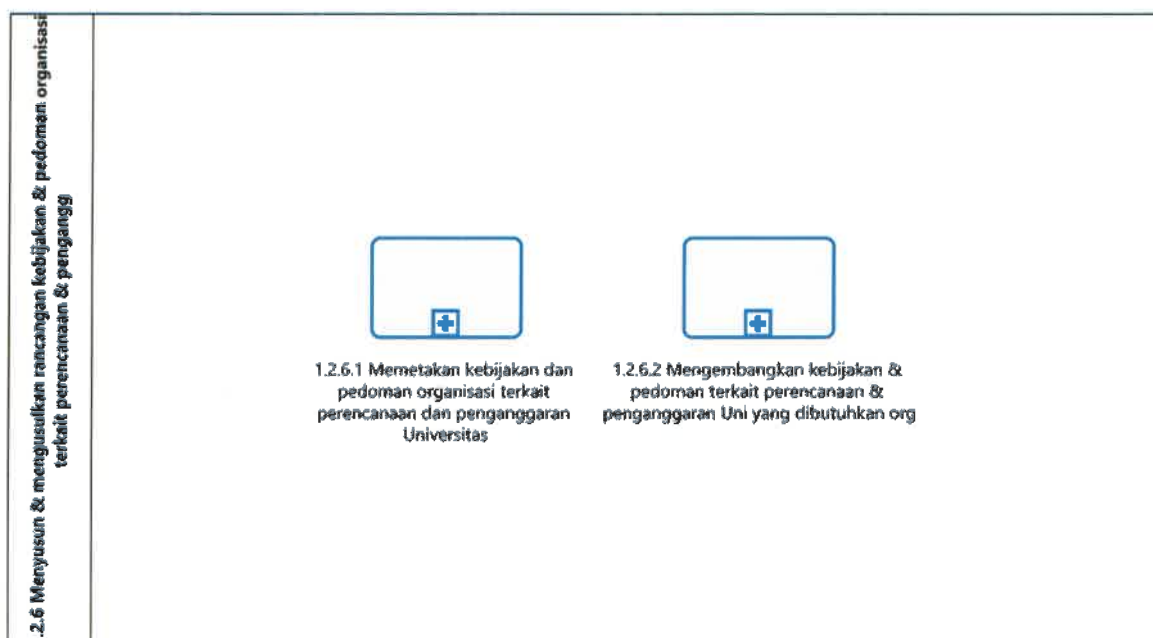 .2.6 Menyusun & mengusulkan rancangan kebijakan & pedoman organisasi
terkait perencanaan & pengangg
1.2.6.1 Memetakan kebijakan dan
pedoman organisasi terkait
perencanaan dan penganggaran
Universitas
1.2.6.2 Mengembangkan kebijakan &
pedoman terkait perencanaan &
penganggaran Uni yang dibutuhkan org